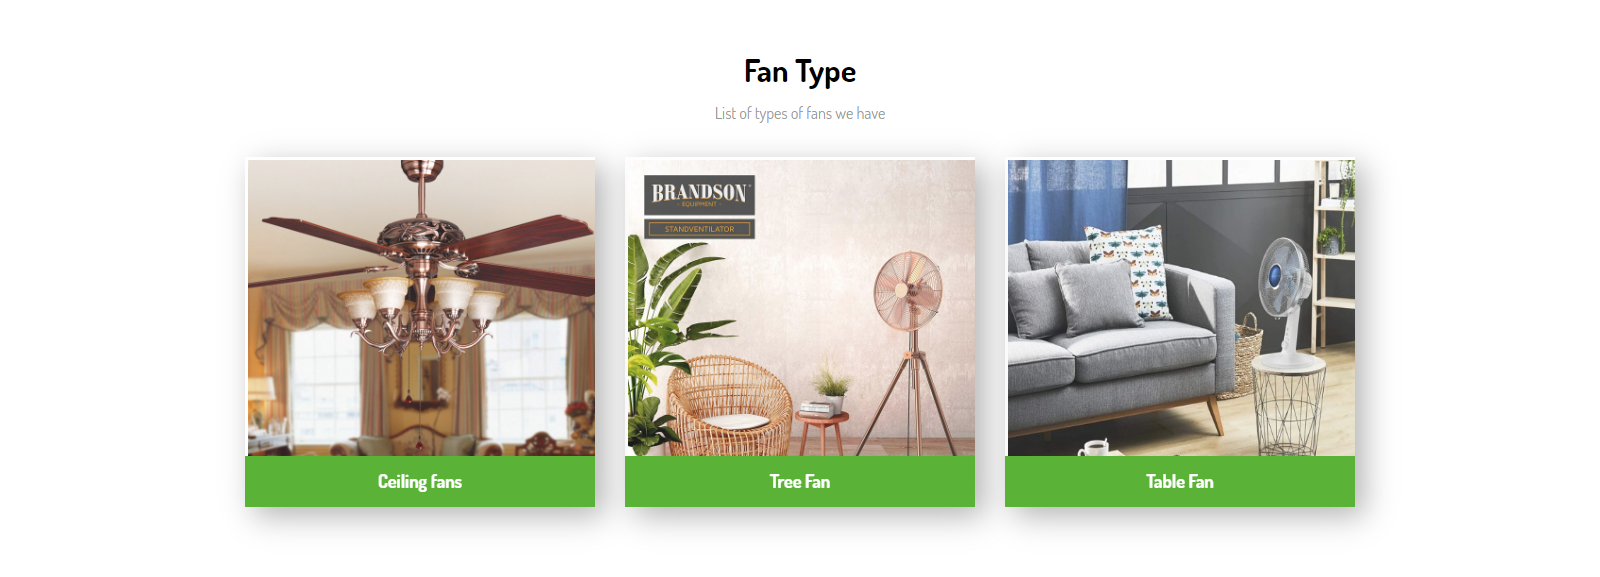 Fan Type
List of types of fans we have
BRANDSON
EQUIPMENT
STANDVENTILATOR
Ceiling fans
Tree Fan
Table Fan